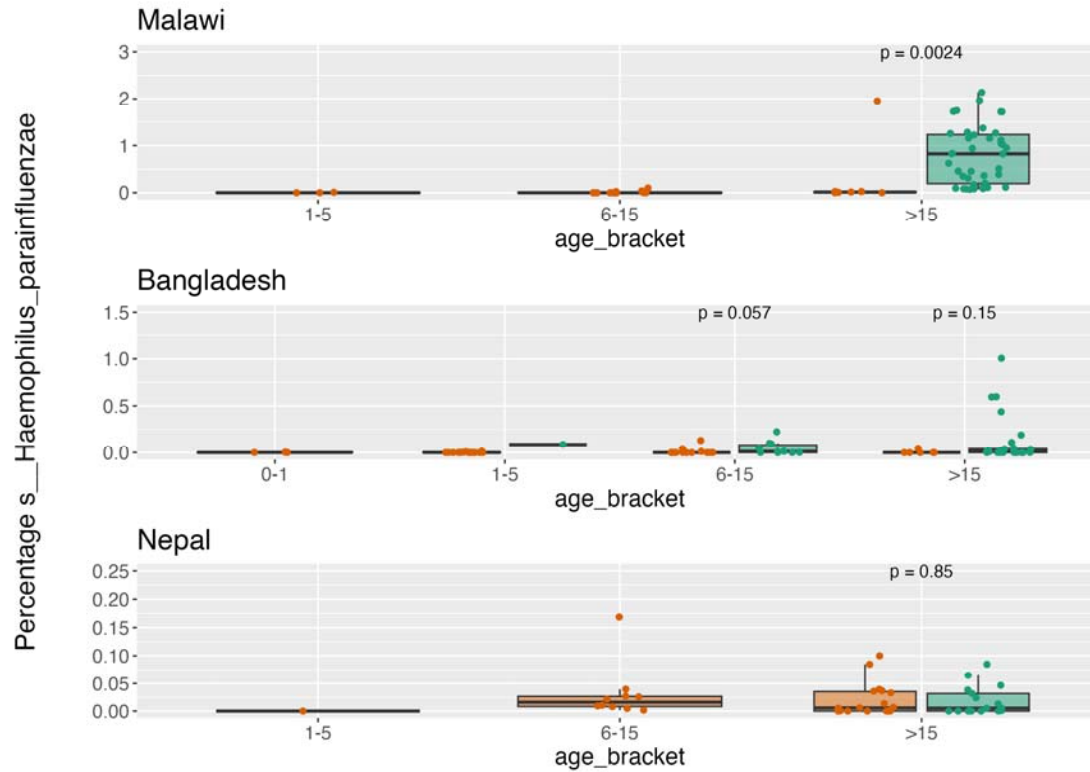 Percentage s__Haemophilus_parainfluenzae
Malawi
3
2
1
0
p = 0.0024
1-5 6-15 >15
age_bracket
Bangladesh
1.5
1.0
0.5
0.0
p = 0.057 p = 0.15
0-1 1-5 6-15 >15
age_bracket
Nepal
0.25
0.20
0.15
0.10
0.05
0.00
p = 0.85
1-5 6-15 >15
age_bracket